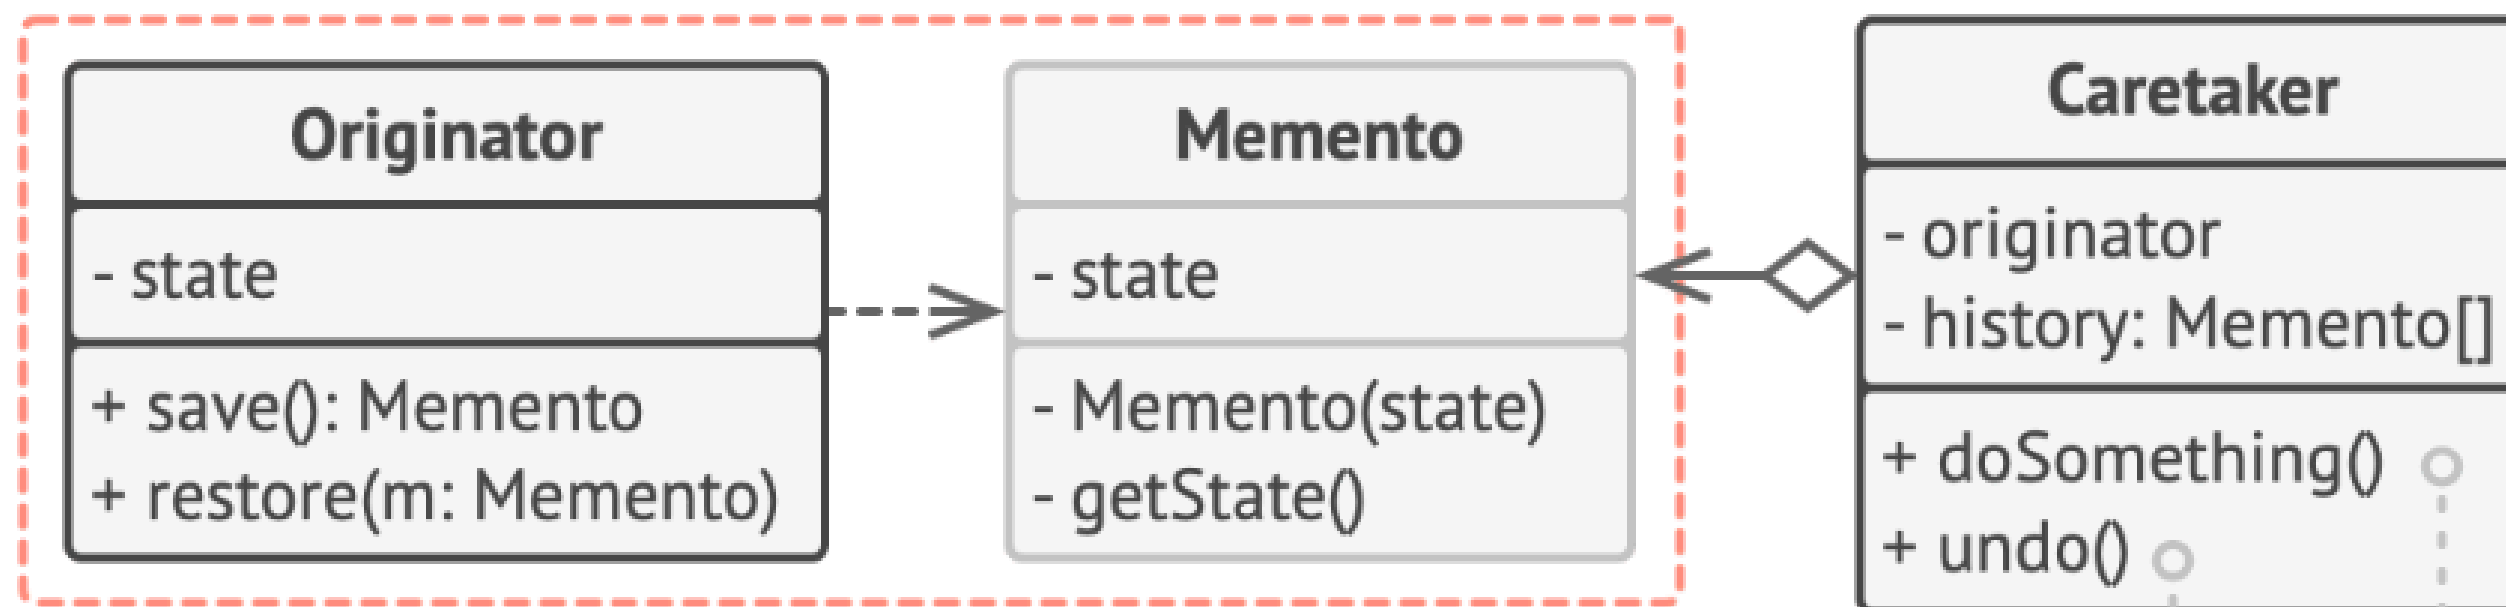 Originator
- state
+ save(): Memento
+ restore(m: Memento)
Memento
- state
- Memento(state)
- getState()
Caretaker
- originator
- history: Memento[]
+ doSomething()
+ undo()